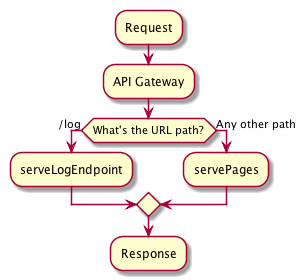 Request
API Gateway
/log
What's the URL path?
Any other path
serveLogEndpoint
servePages
Response